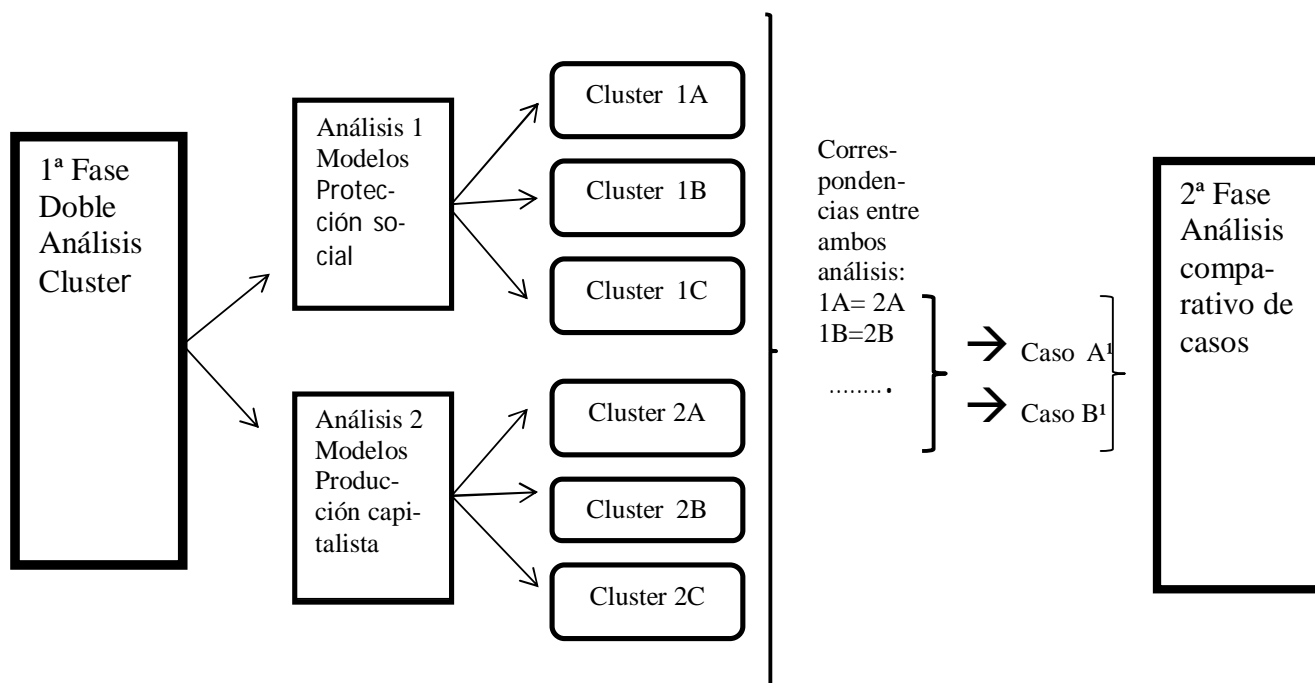 1ª Fase
Doble
Análisis
Cluster
Análisis 1
Modelos
Protec-
ción so-
cial
Cluster 1A
Cluster 1B
Cluster 1C
Análisis 2
Modelos
Produc-
ción capi-
talista
Cluster 2A
Cluster 2B
Cluster 2C
Corres-
ponden-
cias entre
ambos
análisis:
1A= 2A
1B=2B
........
Caso A¹
Caso B¹
2ª Fase
Análisis
compa-
rativo de
casos